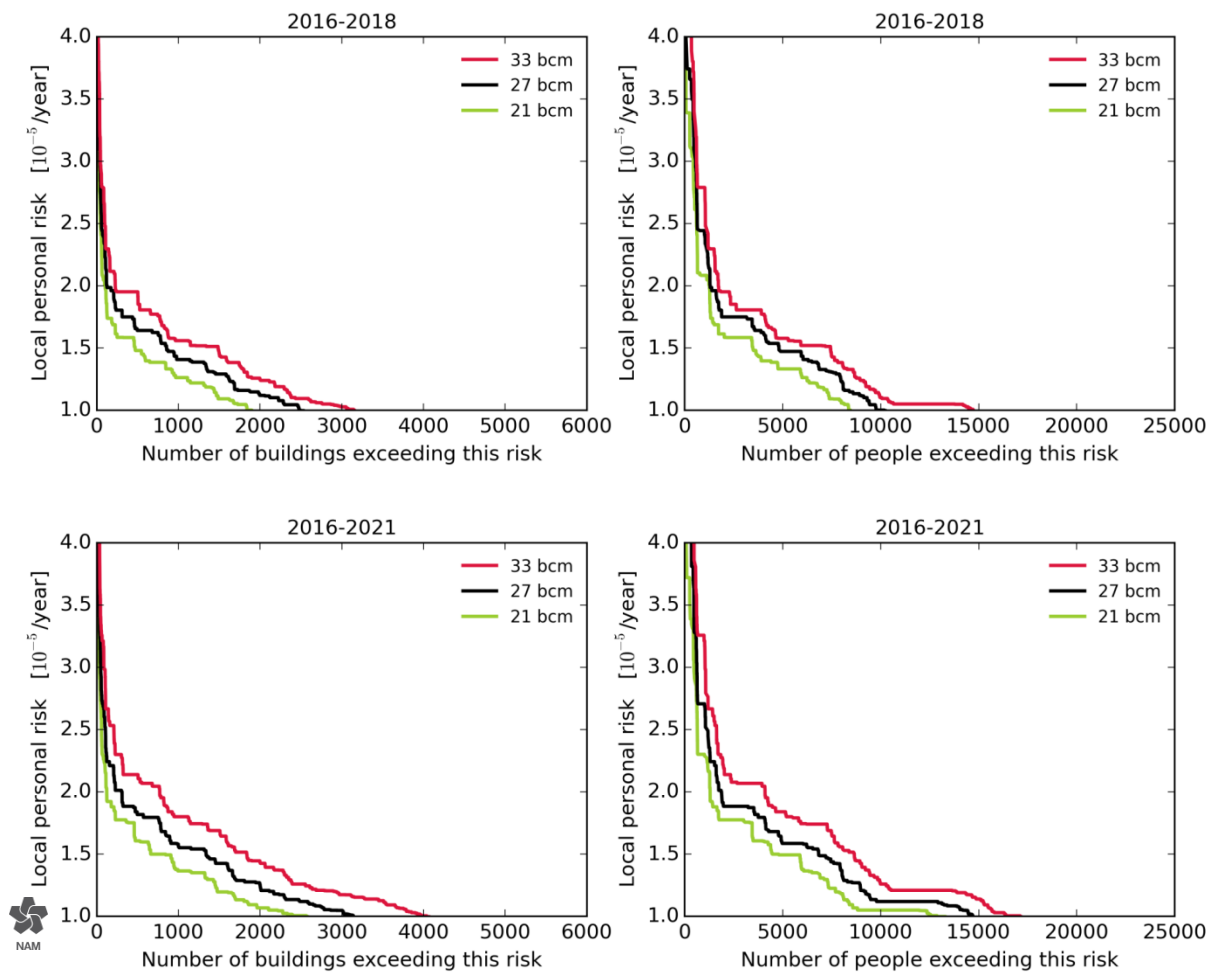 2016-2018
4.0
3.5
3.0
2.5
2.0
1.5
1.0
Local personal risk [10⁻⁵/year]
33 bcm
27 bcm
21 bcm
0 1000 2000 3000 4000 5000 6000
Number of buildings exceeding this risk
2016-2018
4.0
3.5
3.0
2.5
2.0
1.5
1.0
Local personal risk [10⁻⁵/year]
33 bcm
27 bcm
21 bcm
0 5000 10000 15000 20000 25000
Number of people exceeding this risk
2016-2021
4.0
3.5
3.0
2.5
2.0
1.5
1.0
Local personal risk [10⁻⁵/year]
33 bcm
27 bcm
21 bcm
0 1000 2000 3000 4000 5000 6000
Number of buildings exceeding this risk
2016-2021
4.0
3.5
3.0
2.5
2.0
1.5
1.0
Local personal risk [10⁻⁵/year]
33 bcm
27 bcm
21 bcm
0 5000 10000 15000 20000 25000
Number of people exceeding this risk
NAM